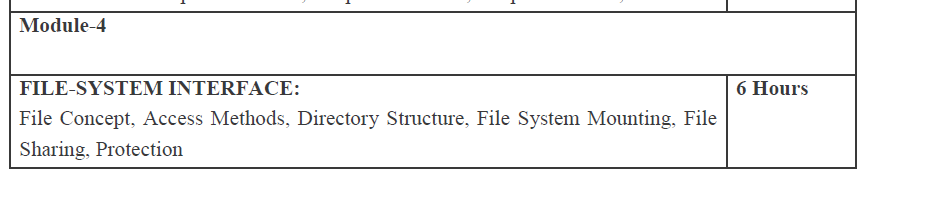 Module-4
FILE-SYSTEM INTERFACE:
6 Hours
File Concept, Access Methods, Directory Structure, File System Mounting, File
Sharing, Protection